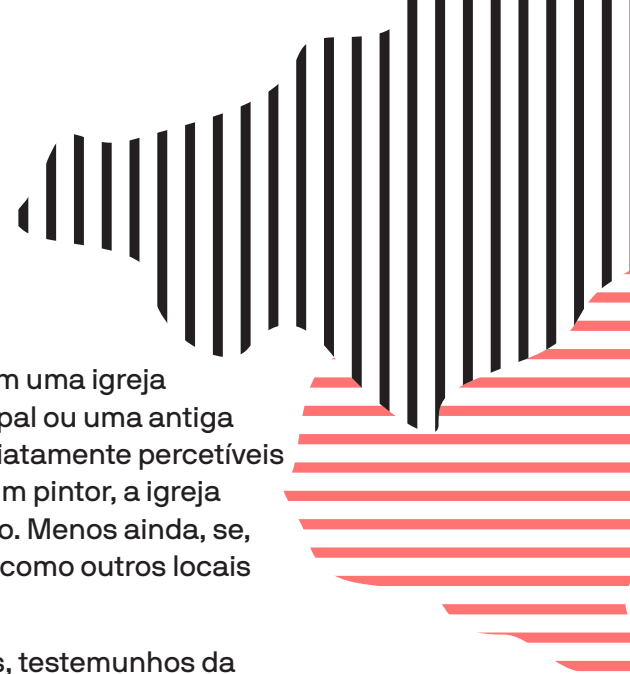 m uma igreja
pal ou uma antiga
iatamente percetíveis
m pintor, a igreja
o. Menos ainda, se,
como outros locais
s, testemunhos da